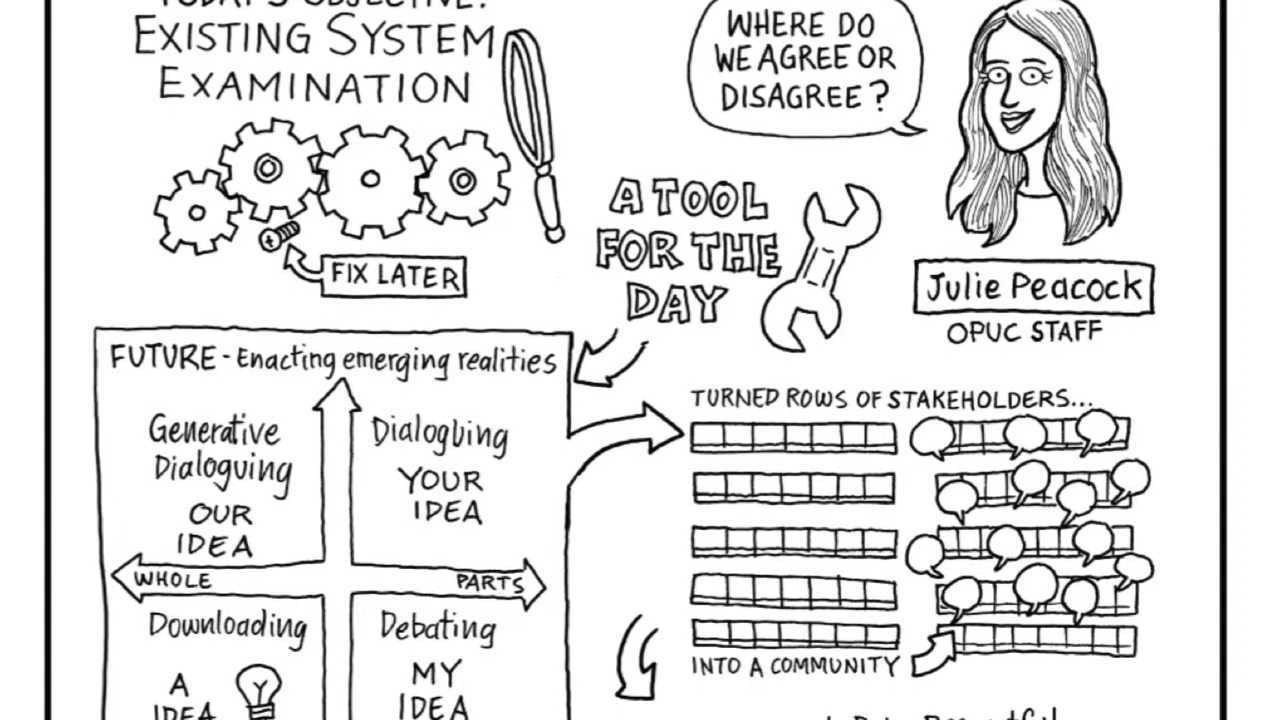 TODAY'S OBJECTIVE:
EXISTING SYSTEM
EXAMINATION
FIX LATER
WHERE DO
WE AGREE OR
DISAGREE?
Julie Peacock
OPUC STAFF
A TOOL
FOR THE
DAY
FUTURE - Enacting emerging realities
Generative
Dialoguing
OUR
IDEA
Dialoguing
YOUR
IDEA
WHOLE
PARTS
Downloading
A
IDEA
Debating
MY
IDEA
TURNED ROWS OF STAKEHOLDERS...
INTO A COMMUNITY